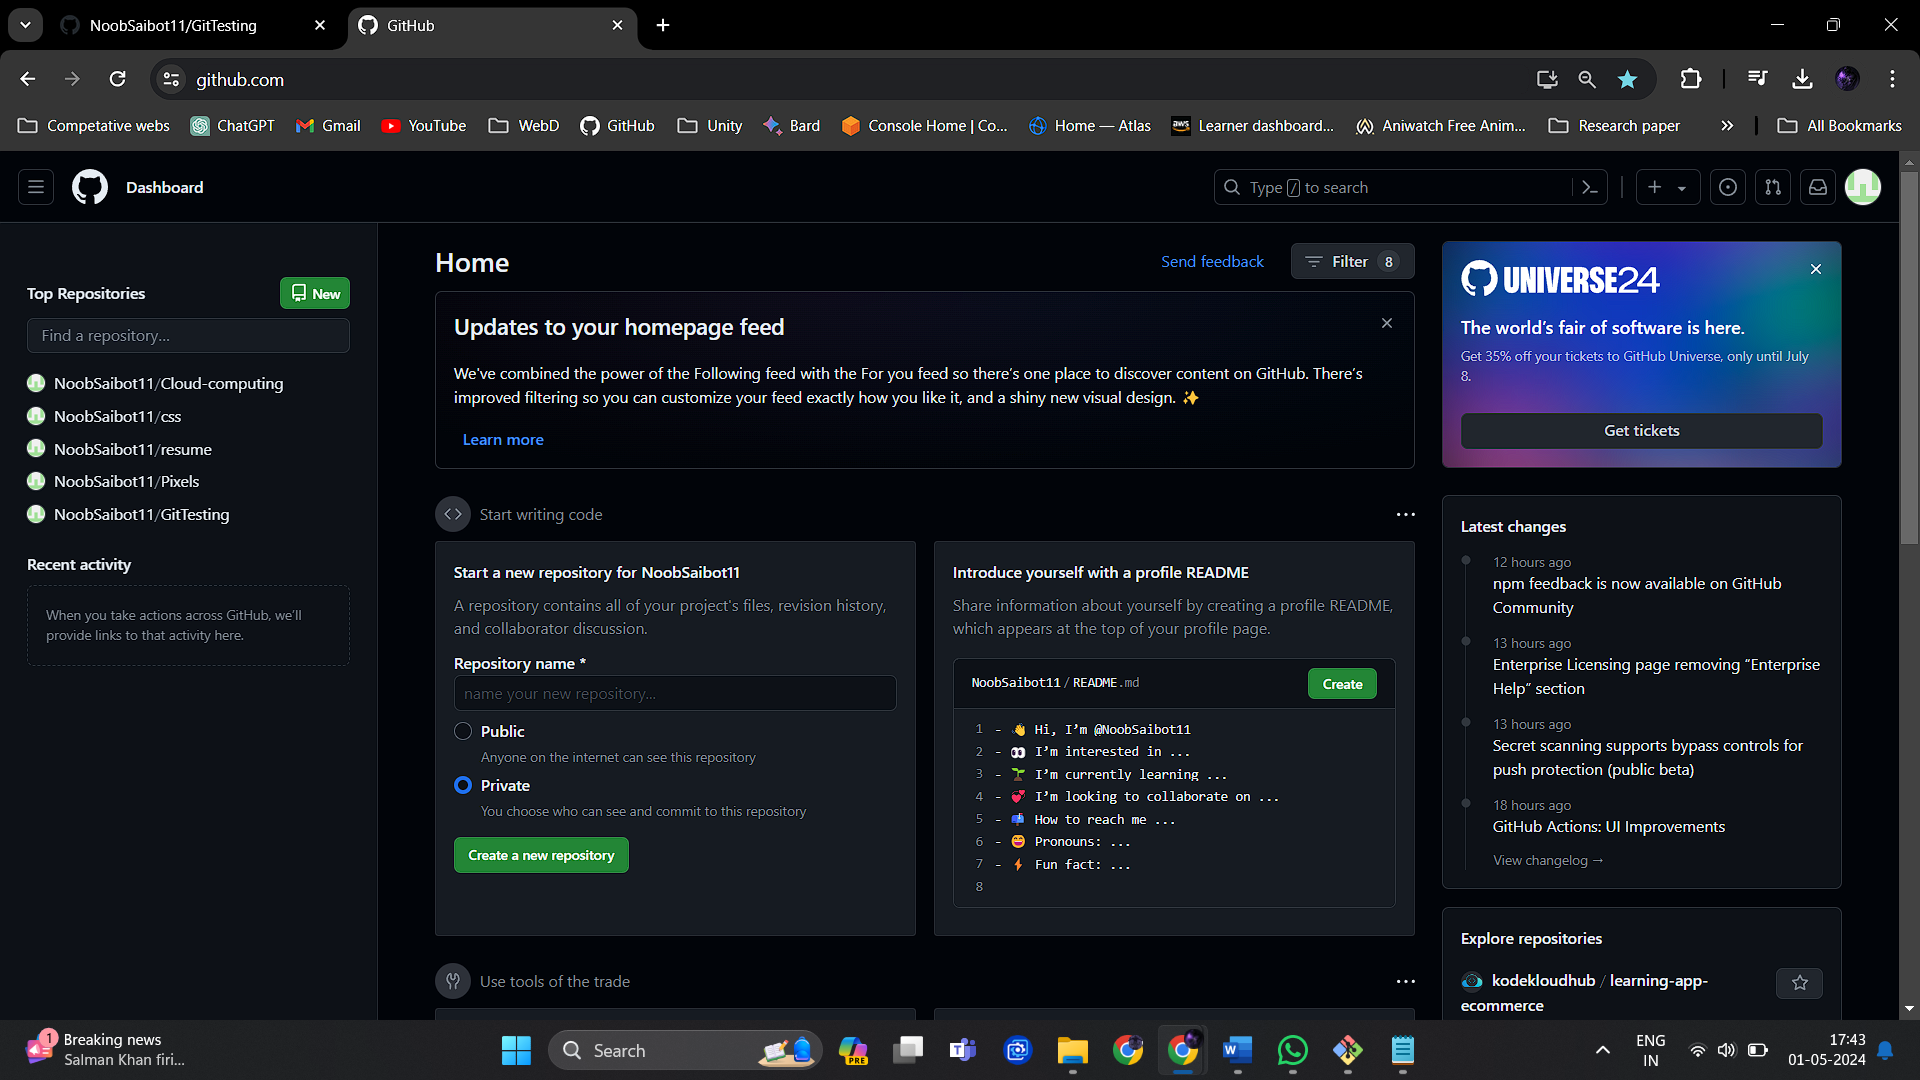 NoobSaibot11/GitTesting
GitHub
github.com
Competative webs
ChatGPT
Gmail
YouTube
WebD
GitHub
Unity
Bard
Console Home | Co...
Home — Atlas
aws
Learner dashboard...
Aniwatch Free Anim...
Research paper
All Bookmarks
Dashboard
Type / to search
Top Repositories
New
Find a repository...
NoobSaibot11/Cloud-computing
NoobSaibot11/css
NoobSaibot11/resume
NoobSaibot11/Pixels
NoobSaibot11/GitTesting
Recent activity
When you take actions across GitHub, we'll
provide links to that activity here.
Home
Send feedback
Filter 8
Updates to your homepage feed
We've combined the power of the Following feed with the For you feed so there's one place to discover content on GitHub. There's
improved filtering so you can customize your feed exactly how you like it, and a shiny new visual design. ✨
Learn more
Start writing code
Start a new repository for NoobSaibot11
A repository contains all of your project's files, revision history,
and collaborator discussion.
Repository name *
name your new repository...
Public
Anyone on the internet can see this repository
Private
You choose who can see and commit to this repository
Create a new repository
Introduce yourself with a profile README
Share information about yourself by creating a profile README,
which appears at the top of your profile page.
NoobSaibot11 / README.md
Create
1 - 👋 Hi, I'm @NoobSaibot11
2 - 👀 I'm interested in ...
3 - 🌱 I'm currently learning ...
4 - 💞️ I'm looking to collaborate on ...
5 - 📫 How to reach me ...
6 - 😄 Pronouns: ...
7 - ⚡ Fun fact: ...
8
Use tools of the trade
UNIVERSE24
The world's fair of software is here.
Get 35% off your tickets to GitHub Universe, only until July
8.
Get tickets
Latest changes
12 hours ago
npm feedback is now available on GitHub
Community
13 hours ago
Enterprise Licensing page removing “Enterprise
Help” section
13 hours ago
Secret scanning supports bypass controls for
push protection (public beta)
18 hours ago
GitHub Actions: UI Improvements
View changelog →
Explore repositories
kodekloudhub / learning-app-
ecommerce
1
Breaking news
Salman Khan firi...
Search
PRE
ENG
IN
17:43
01-05-2024